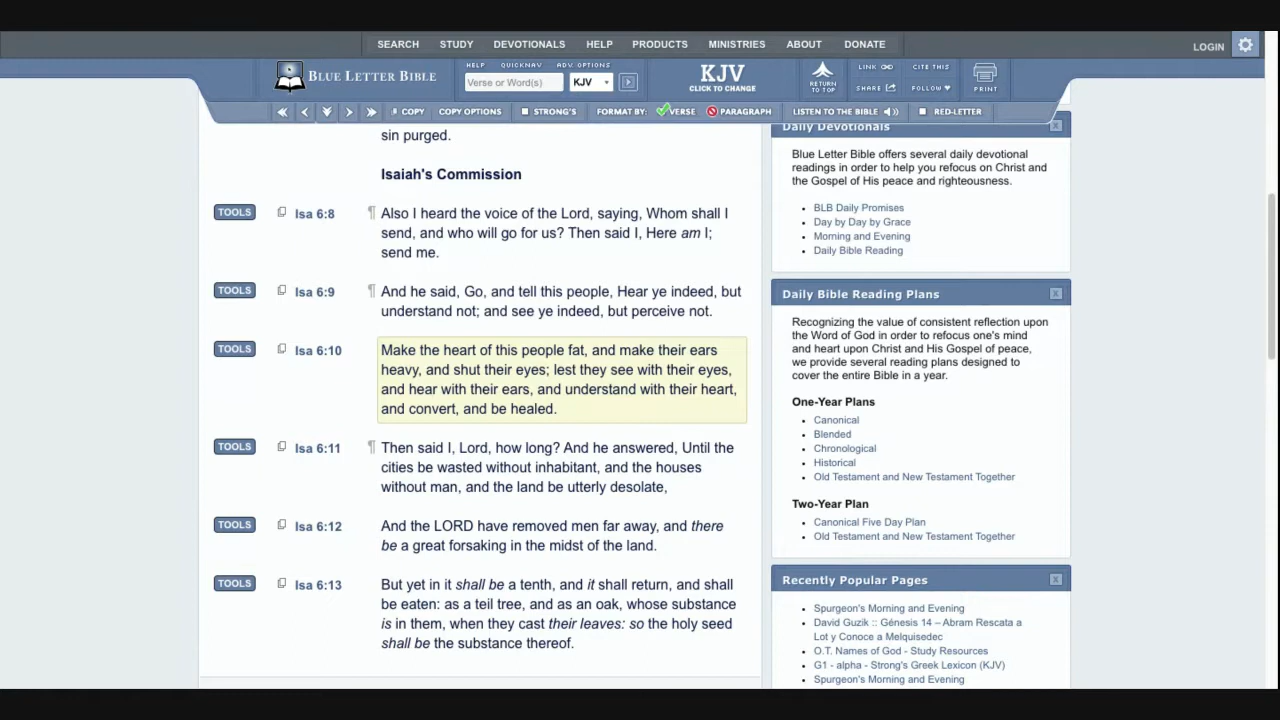 SEARCH STUDY DEVOTIONALS HELP PRODUCTS MINISTRIES ABOUT DONATE LOGIN
HELP QUICKNAV ADV. OPTIONS
BLUE LETTER BIBLE
Verse or Word(s) KJV
KJV
CLICK TO CHANGE
RETURN
TO TOP
LINK CITE THIS
SHARE FOLLOW
PRINT
COPY COPY OPTIONS STRONG'S FORMAT BY: VERSE PARAGRAPH LISTEN TO THE BIBLE RED-LETTER
sin purged.
Isaiah's Commission
TOOLS Isa 6:8 ¶ Also I heard the voice of the Lord, saying, Whom shall I
send, and who will go for us? Then said I, Here am I;
send me.
TOOLS Isa 6:9 ¶ And he said, Go, and tell this people, Hear ye indeed, but
understand not; and see ye indeed, but perceive not.
TOOLS Isa 6:10 Make the heart of this people fat, and make their ears
heavy, and shut their eyes; lest they see with their eyes,
and hear with their ears, and understand with their heart,
and convert, and be healed.
TOOLS Isa 6:11 ¶ Then said I, Lord, how long? And he answered, Until the
cities be wasted without inhabitant, and the houses
without man, and the land be utterly desolate,
TOOLS Isa 6:12 And the LORD have removed men far away, and there
be a great forsaking in the midst of the land.
TOOLS Isa 6:13 But yet in it shall be a tenth, and it shall return, and shall
be eaten: as a teil tree, and as an oak, whose substance
is in them, when they cast their leaves: so the holy seed
shall be the substance thereof.
Daily Devotionals
Blue Letter Bible offers several daily devotional
readings in order to help you refocus on Christ and
the Gospel of His peace and righteousness.
BLB Daily Promises
Day by Day by Grace
Morning and Evening
Daily Bible Reading
Daily Bible Reading Plans
Recognizing the value of consistent reflection upon
the Word of God in order to refocus one's mind
and heart upon Christ and His Gospel of peace,
we provide several reading plans designed to
cover the entire Bible in a year.
One-Year Plans
Canonical
Blended
Chronological
Historical
Old Testament and New Testament Together
Two-Year Plan
Canonical Five Day Plan
Old Testament and New Testament Together
Recently Popular Pages
Spurgeon's Morning and Evening
David Guzik :: Génesis 14 – Abram Rescata a
Lot y Conoce a Melquisedec
O.T. Names of God - Study Resources
G1 - alpha - Strong's Greek Lexicon (KJV)
Spurgeon's Morning and Evening